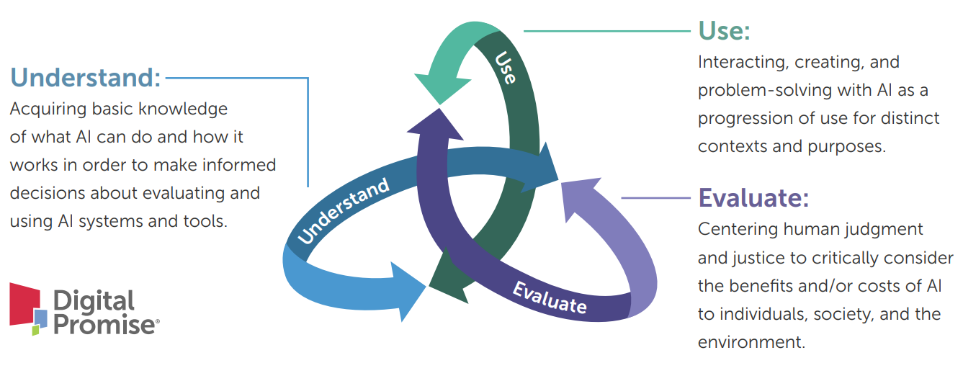 Understand:
Acquiring basic knowledge
of what AI can do and how it
works in order to make informed
decisions about evaluating and
using AI systems and tools.
Digital
Promise®
Understand
Use
Evaluate
Use:
Interacting, creating, and
problem-solving with AI as a
progression of use for distinct
contexts and purposes.
Evaluate:
Centering human judgment
and justice to critically consider
the benefits and/or costs of AI
to individuals, society, and the
environment.